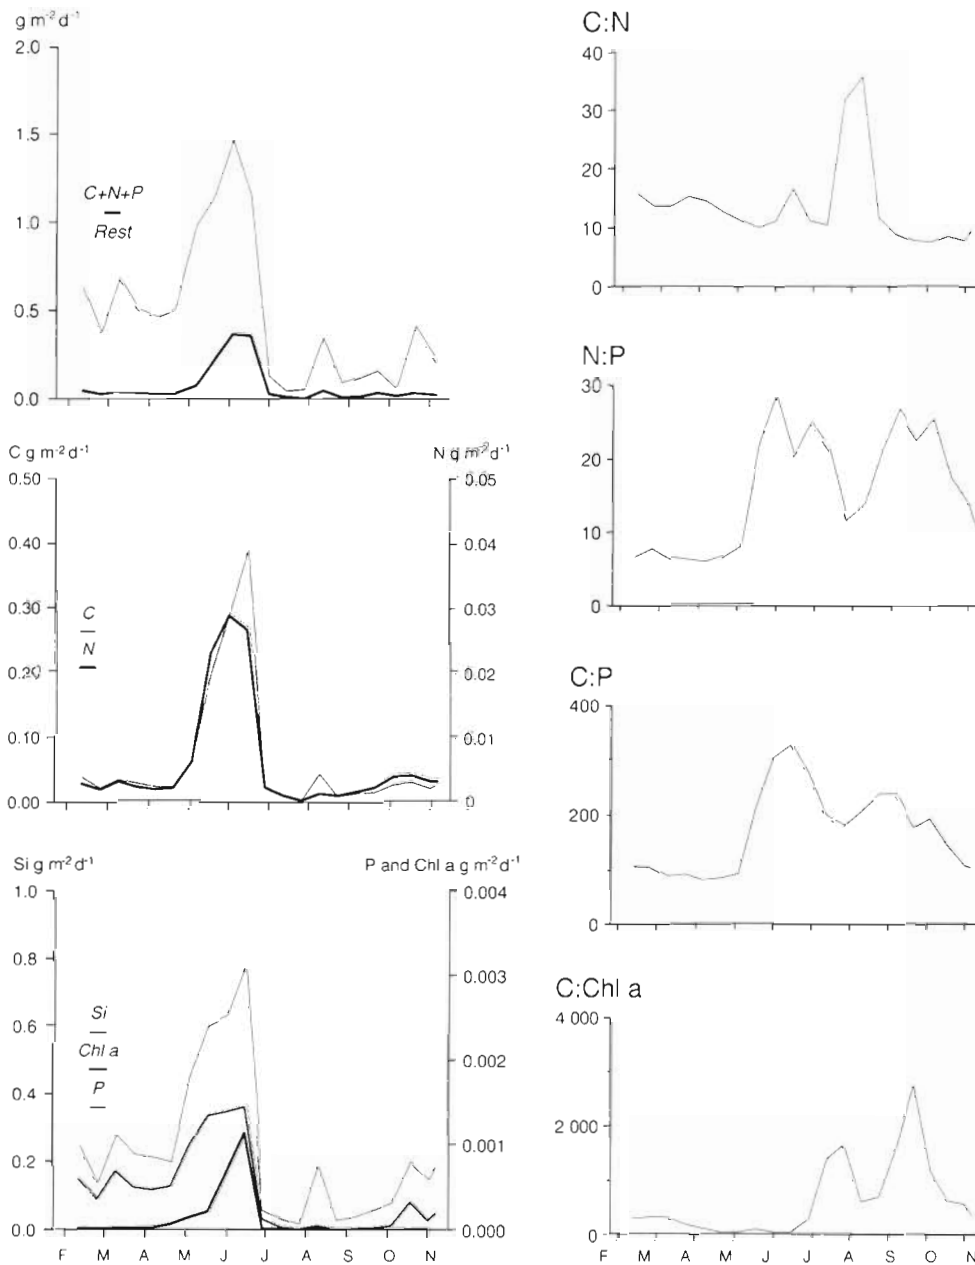 g m-2 d-1
2.0
1.5
1.0
0.5
0.0
C+N+P
Rest
C g m-2 d-1
N g m-2 d-1
0.50
0.40
0.30
0.20
0.10
0.00
0.05
0.04
0.03
0.02
0.01
0
C
N
Si g m-2 d-1
P and Chl a g m-2 d-1
1.0
0.8
0.6
0.4
0.2
0.0
0.004
0.003
0.002
0.001
0.000
Si
Chl a
P
F M A M J J A S O N
C:N
40
30
20
10
0
N:P
30
20
10
0
C:P
400
200
0
C:Chl a
4 000
2 000
0
F M A M J J A S O N